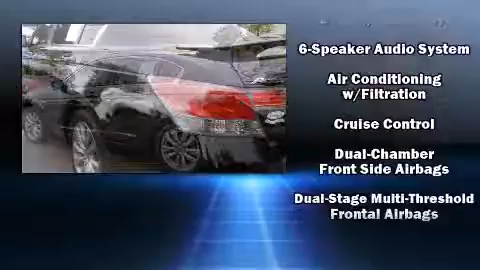 6-Speaker Audio System
Air Conditioning
w/Filtration
Cruise Control
Dual-Chamber
Front Side Airbags
Dual-Stage Multi-Threshold
Frontal Airbags